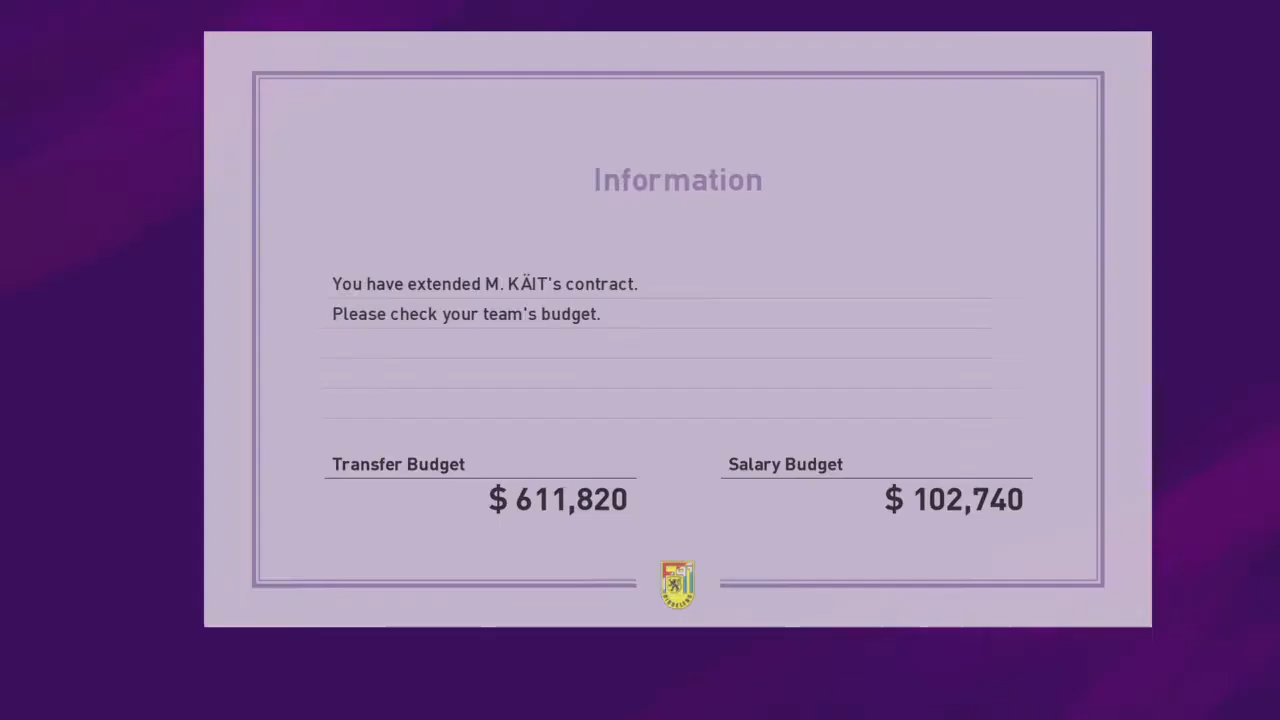 Information
You have extended M. KÄIT's contract.
Please check your team's budget.
Transfer Budget
Salary Budget
$ 611,820
$ 102,740